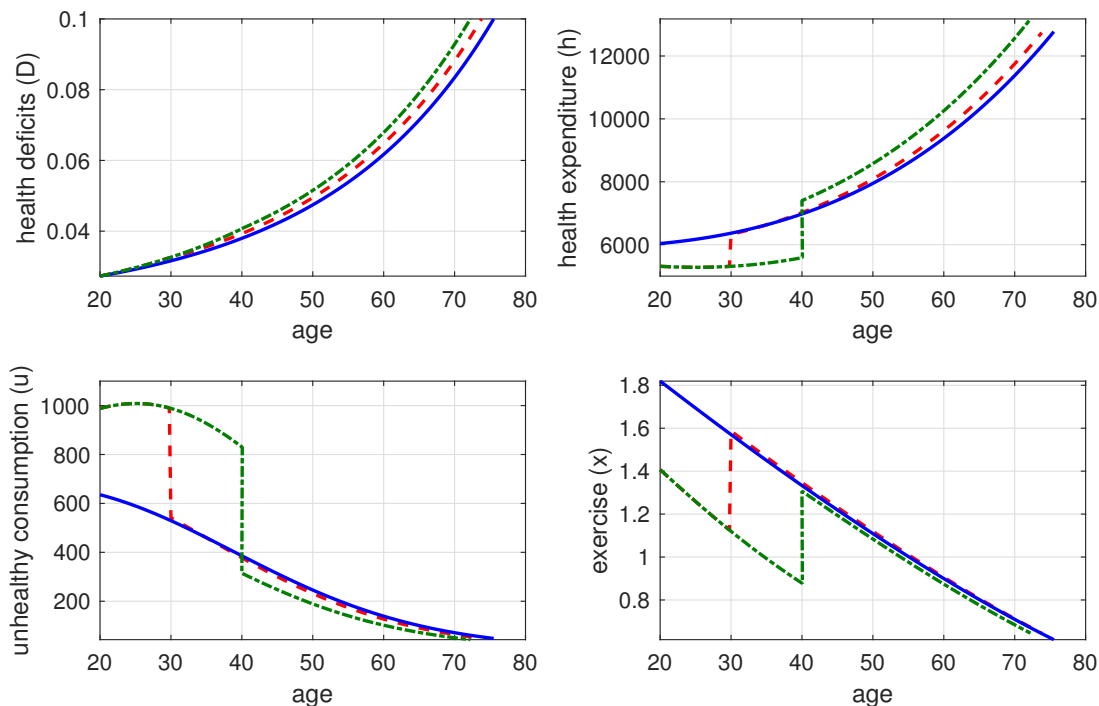 health deficits (D)
0.1
0.08
0.06
0.04
20 30 40 50 60 70 80
age
health expenditure (h)
12000
10000
8000
6000
20 30 40 50 60 70 80
age
unhealthy consumption (u)
1000
800
600
400
200
20 30 40 50 60 70 80
age
exercise (x)
1.8
1.6
1.4
1.2
1
0.8
20 30 40 50 60 70 80
age